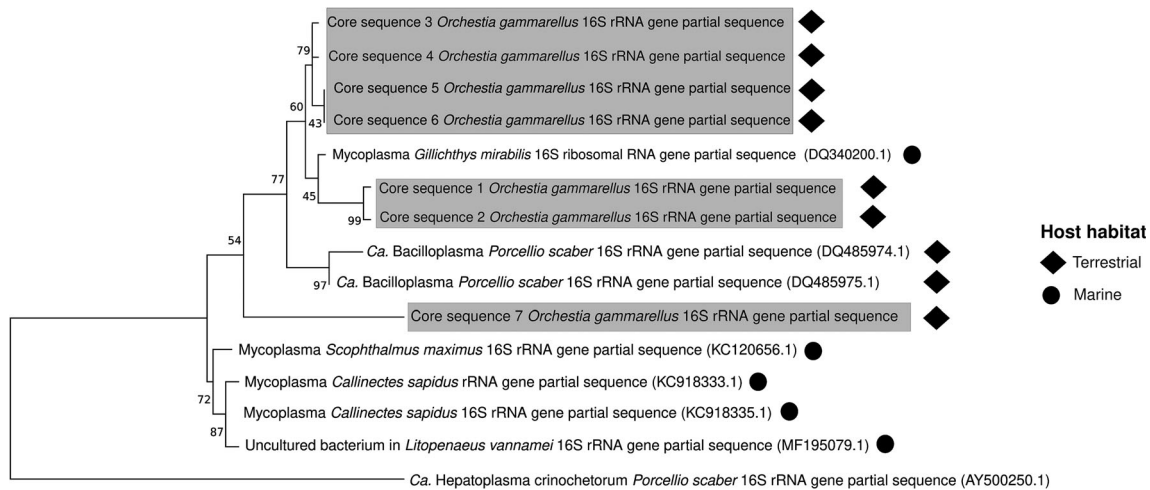 Core sequence 3 Orchestia gammarellus 16S rRNA gene partial sequence
79
Core sequence 4 Orchestia gammarellus 16S rRNA gene partial sequence
Core sequence 5 Orchestia gammarellus 16S rRNA gene partial sequence
60
43
Core sequence 6 Orchestia gammarellus 16S rRNA gene partial sequence
Mycoplasma Gillichthys mirabilis 16S ribosomal RNA gene partial sequence (DQ340200.1)
77
Core sequence 1 Orchestia gammarellus 16S rRNA gene partial sequence
45
99
Core sequence 2 Orchestia gammarellus 16S rRNA gene partial sequence
54
Ca. Bacilloplasma Porcellio scaber 16S rRNA gene partial sequence (DQ485974.1)
97
Ca. Bacilloplasma Porcellio scaber 16S rRNA gene partial sequence (DQ485975.1)
Core sequence 7 Orchestia gammarellus 16S rRNA gene partial sequence
Mycoplasma Scophthalmus maximus 16S rRNA gene partial sequence (KC120656.1)
Mycoplasma Callinectes sapidus rRNA gene partial sequence (KC918333.1)
72
Mycoplasma Callinectes sapidus 16S rRNA gene partial sequence (KC918335.1)
87
Uncultured bacterium in Litopenaeus vannamei 16S rRNA gene partial sequence (MF195079.1)
Ca. Hepatoplasma crinochetorum Porcellio scaber 16S rRNA gene partial sequence (AY500250.1)
Host habitat
Terrestrial
Marine